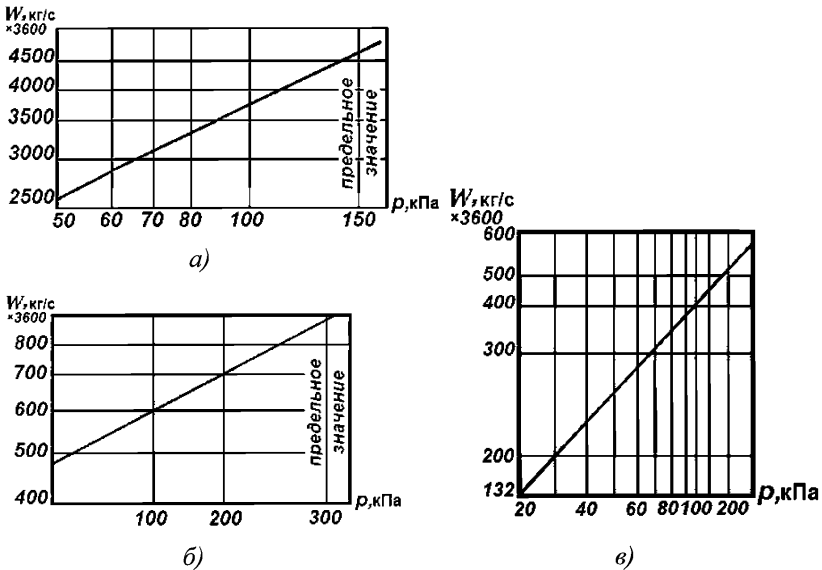 W, кг/с
×3600
4500
4000
3500
3000
2500
50 60 70 80 100 150 p, кПа
предельное
значение
а)
W, кг/с
×3600
800
700
600
500
400
100 200 300 p, кПа
предельное
значение
б)
W, кг/с
×3600
600
500
400
300
200
132
20 40 60 80 100 200 p, кПа
в)